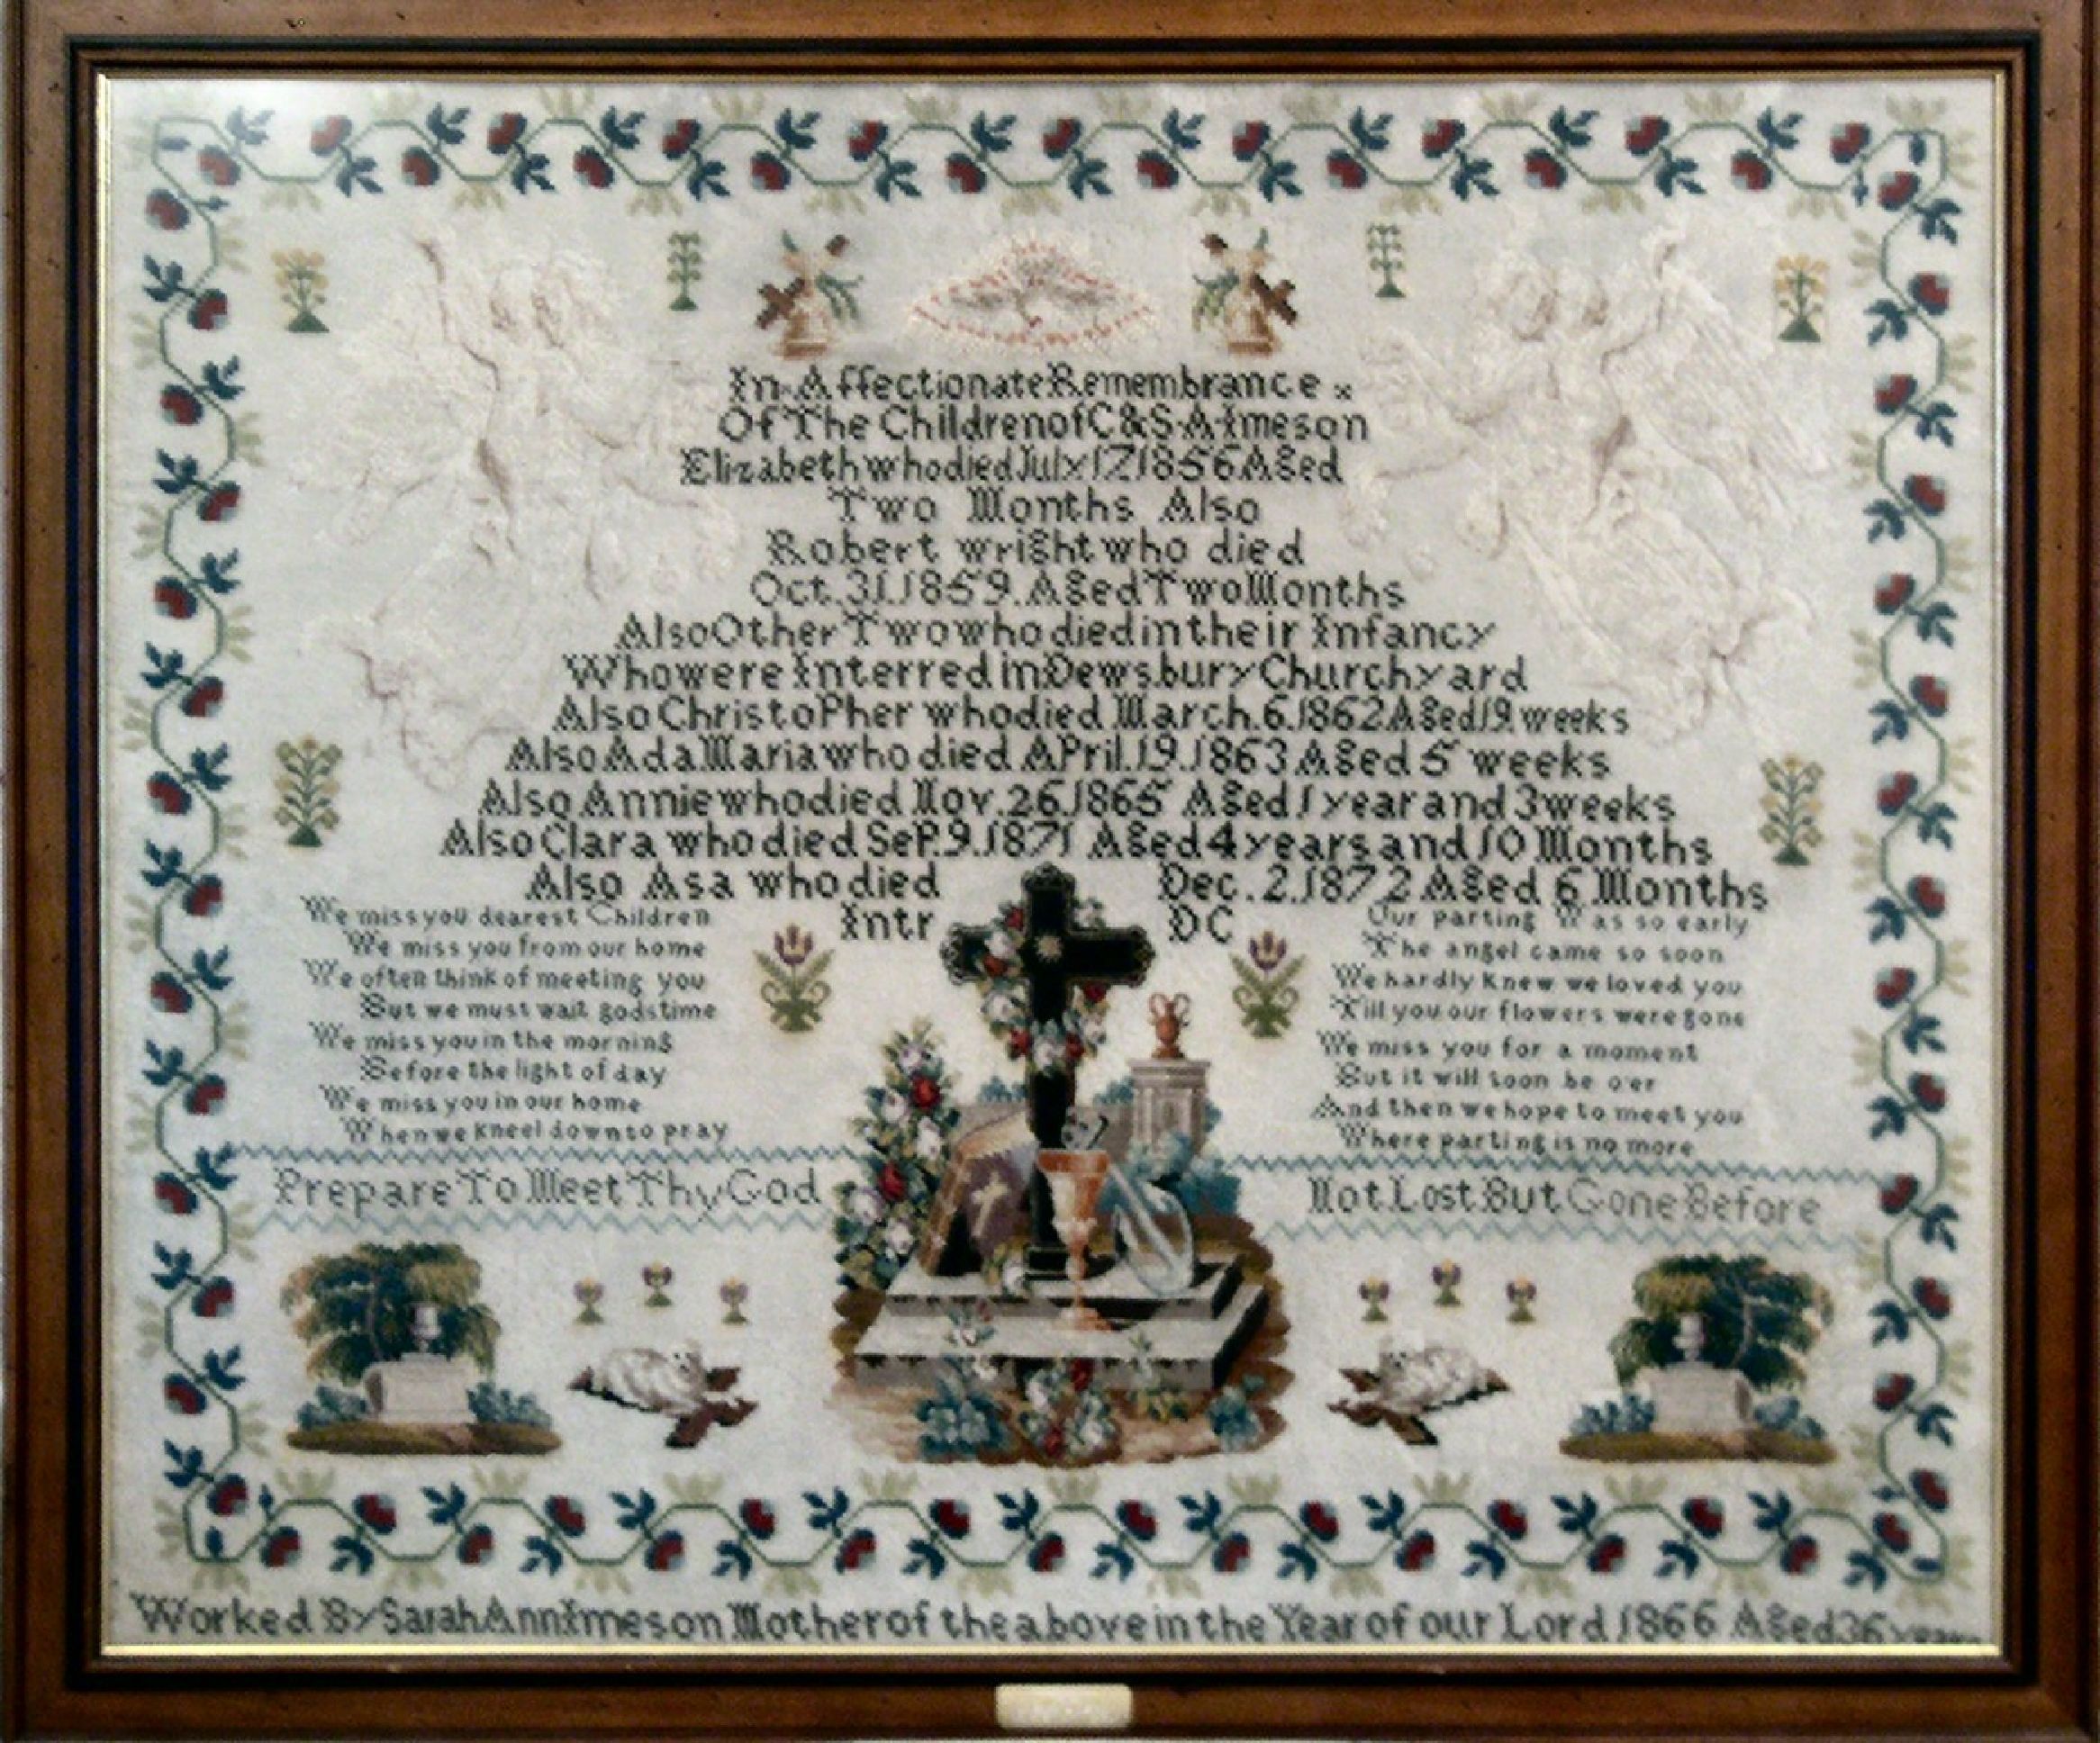 In Affectionate Remembrance
Of The Children of C & S·A·Imeson
Elizabeth who died July 17 1856 Aged
Two Months Also
Robert wright who died
Oct. 31. 1859. Aged Two Months
Also Other Two who died in their Infancy
Who were Interred in Dewsbury Churchyard
Also ChristoPher who died March. 6. 1862 Aged 19. weeks
Also Ada Maria who died APril. 19. 1863 Aged 5 weeks
Also Annie who died Nov. 26. 1865 Aged 1 year and 3 weeks
Also Clara who died SeP. 9. 1871 Aged 4 years and 10 Months
Also Asa who died Dec. 2. 1872 Aged 6 Months
Intr DC
We miss you dearest Children
We miss you from our home
We often think of meeting you
But we must wait gods time
We miss you in the morning
Before the light of day
We miss you in our home
When we kneel down to pray
Our parting Was so early
The angel came so soon
We hardly knew we loved you
Till you our flowers were gone
We miss you for a moment
But it will soon be oer
And then we hope to meet you
Where parting is no more
Prepare To Meet Thy God
Not Lost But Gone Before
Worked By Sarah Ann Imeson Mother of the above in the Year of our Lord 1866 Aged 36 years